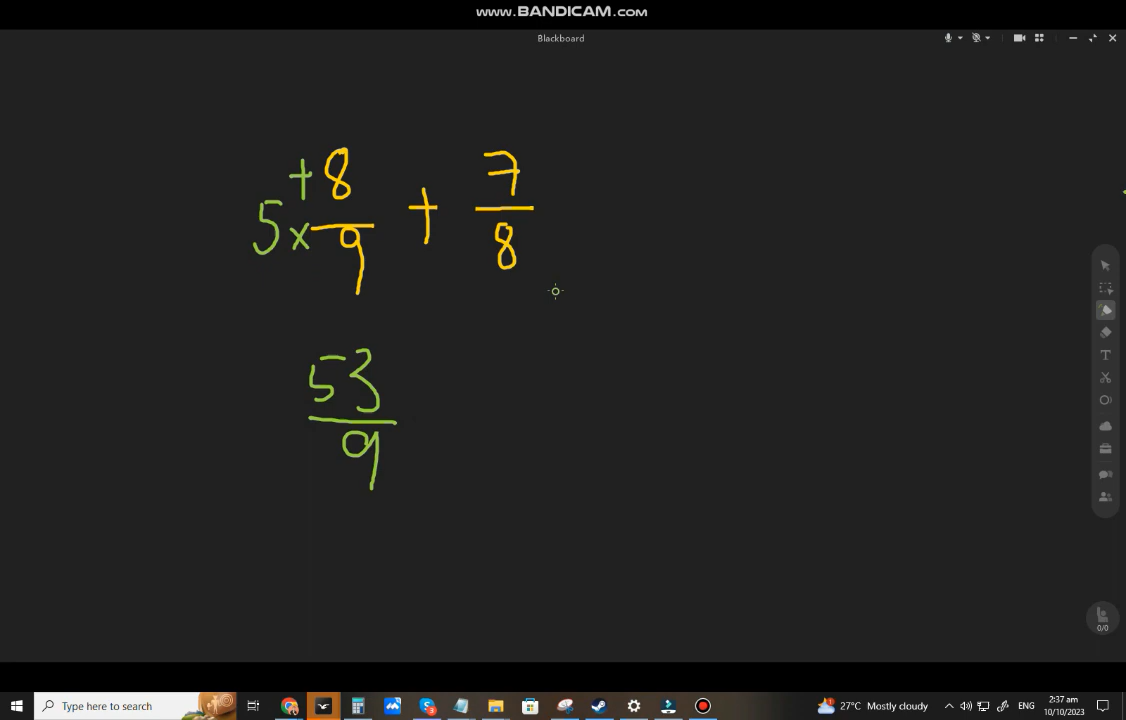 www.BANDICAM.com
Blackboard
+ 8 7
5 x — + —
9 8
53
9
0/0
Type here to search
27°C Mostly cloudy
ENG
2:37 am
10/10/2023